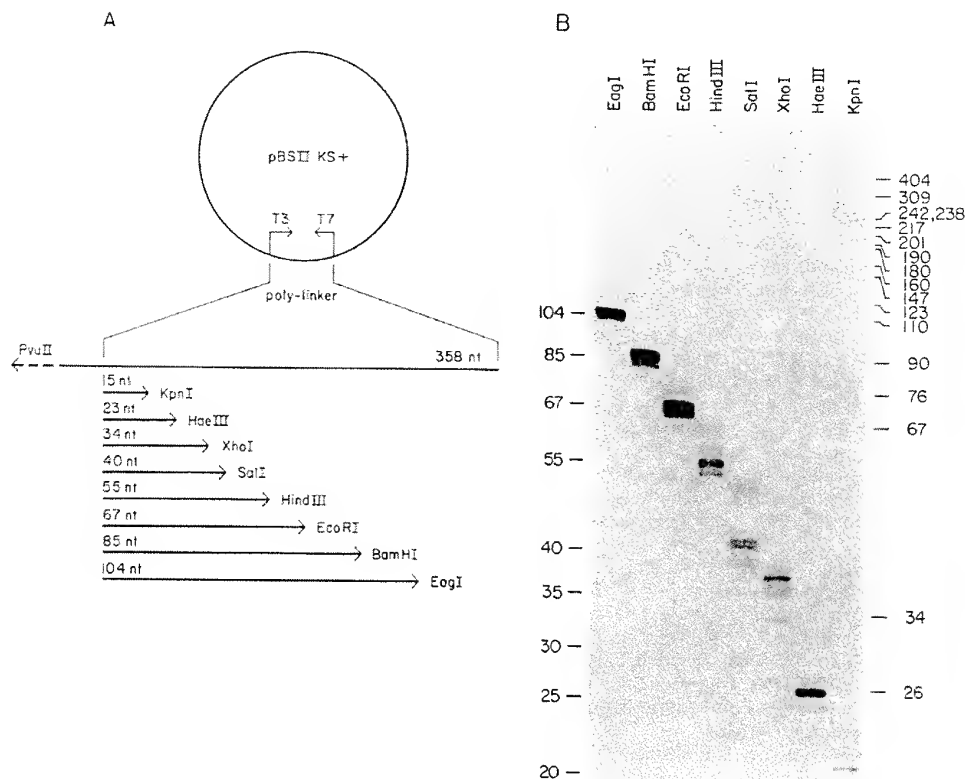 A
pBSII KS+
T3
T7
poly-linker
PvuII
358 nt
15 nt
KpnI
23 nt
HaeIII
34 nt
XhoI
40 nt
SalI
55 nt
HindIII
67 nt
EcoRI
85 nt
BamHI
104 nt
EagI
B
EagI
BamHI
EcoRI
HindIII
SalI
XhoI
HaeIII
KpnI
104
85
67
55
40
35
30
25
20
404
309
242,238
217
201
190
180
160
147
123
110
90
76
67
34
26